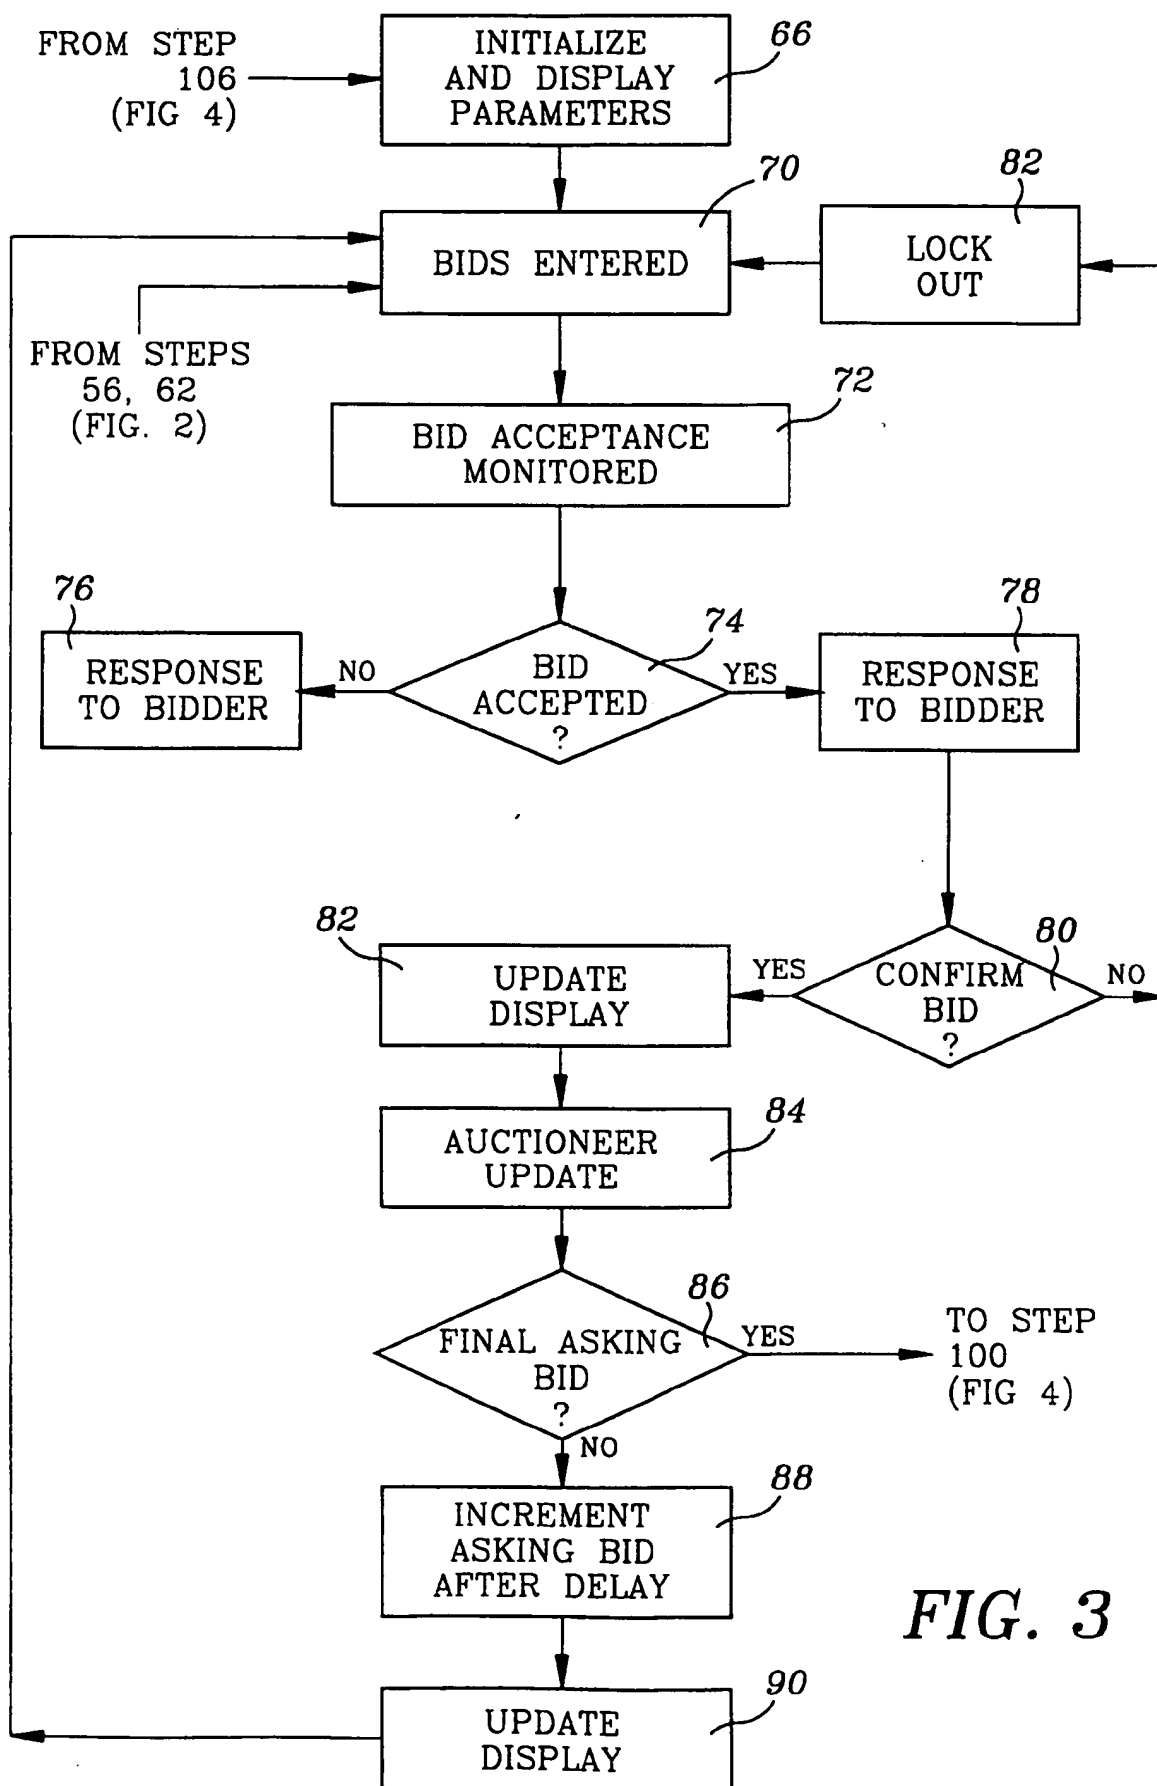 FROM STEP
106
(FIG 4)
INITIALIZE
AND DISPLAY
PARAMETERS
66
70
BIDS ENTERED
82
LOCK
OUT
FROM STEPS
56, 62
(FIG. 2)
72
BID ACCEPTANCE
MONITORED
76
RESPONSE
TO BIDDER
NO
74
BID
ACCEPTED
?
YES
78
RESPONSE
TO BIDDER
82
UPDATE
DISPLAY
YES
80
CONFIRM
BID
?
NO
84
AUCTIONEER
UPDATE
86
FINAL ASKING
BID
?
YES
TO STEP
100
(FIG 4)
NO
88
INCREMENT
ASKING BID
AFTER DELAY
FIG. 3
90
UPDATE
DISPLAY